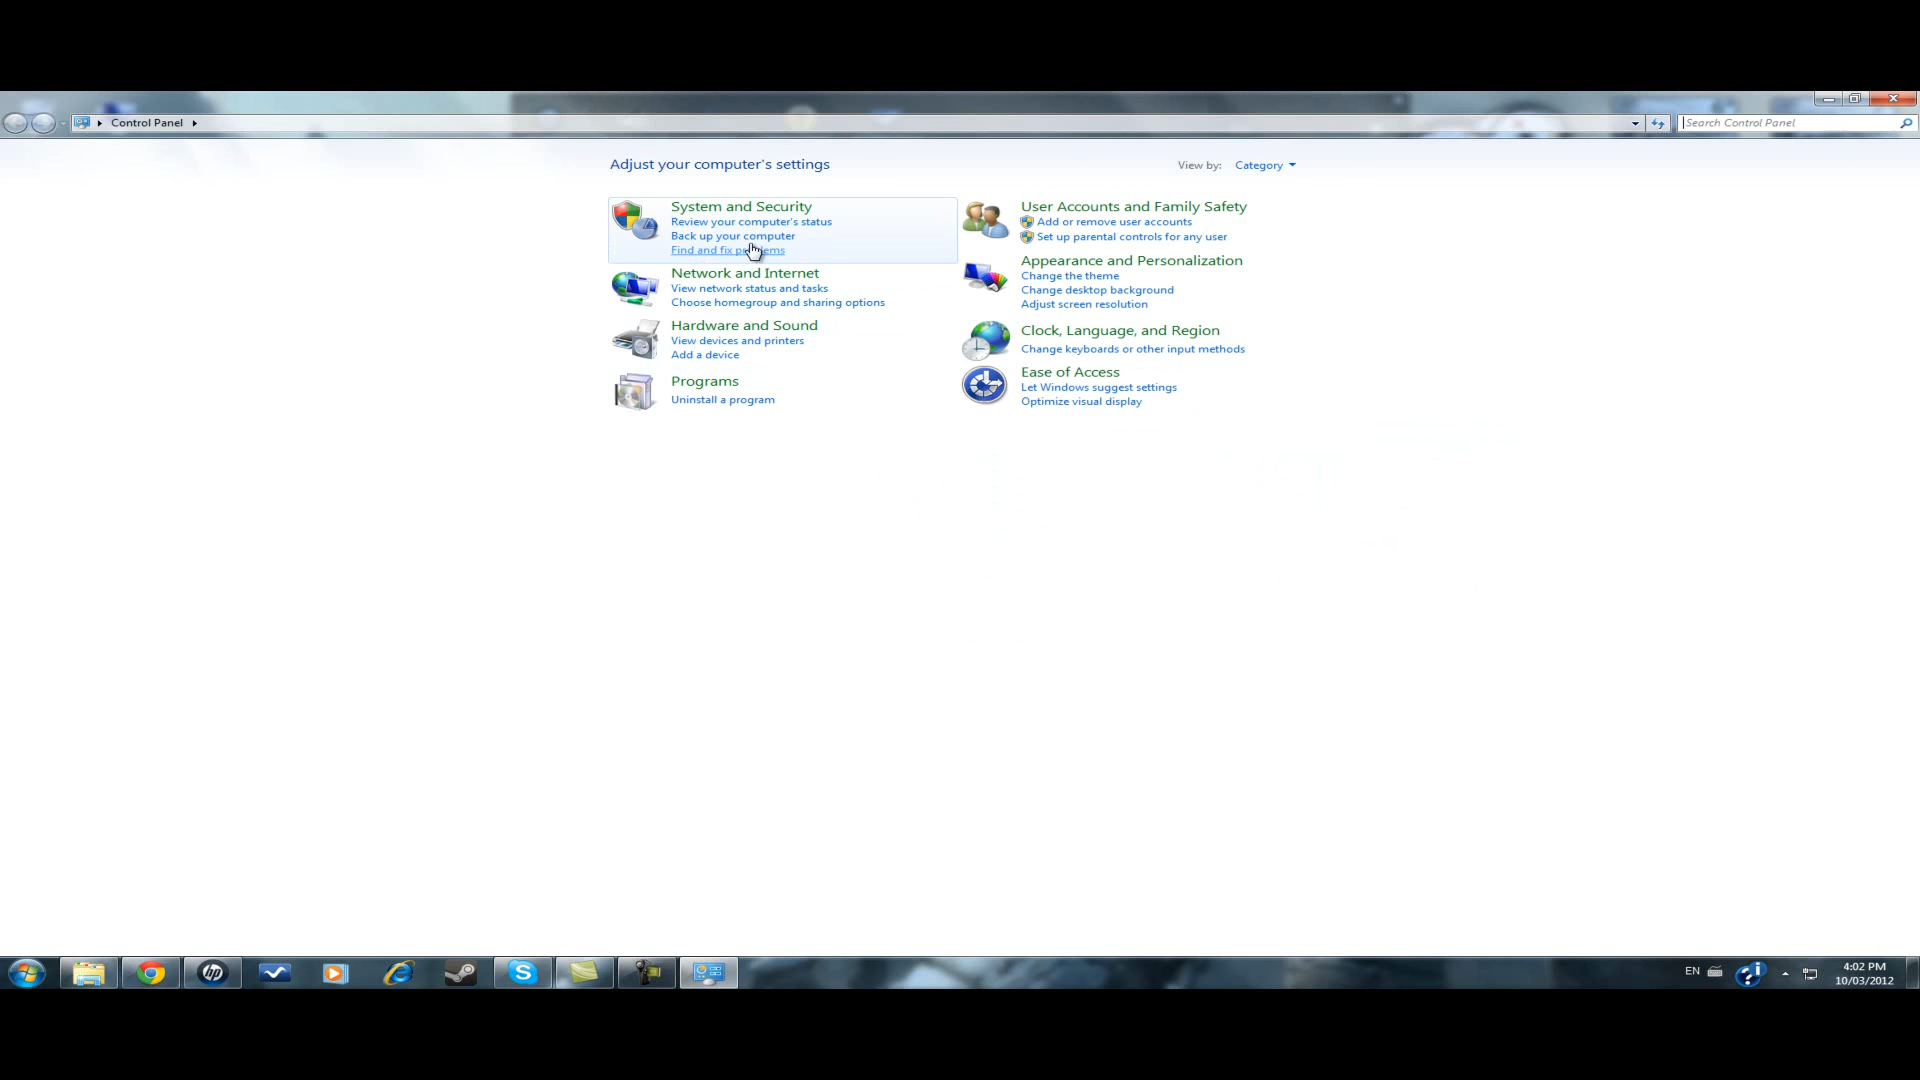 Control Panel
Search Control Panel
Adjust your computer's settings
View by: Category
System and Security
Review your computer's status
Back up your computer
Find and fix problems
Network and Internet
View network status and tasks
Choose homegroup and sharing options
Hardware and Sound
View devices and printers
Add a device
Programs
Uninstall a program
User Accounts and Family Safety
Add or remove user accounts
Set up parental controls for any user
Appearance and Personalization
Change the theme
Change desktop background
Adjust screen resolution
Clock, Language, and Region
Change keyboards or other input methods
Ease of Access
Let Windows suggest settings
Optimize visual display
hp
EN
4:02 PM
10/03/2012